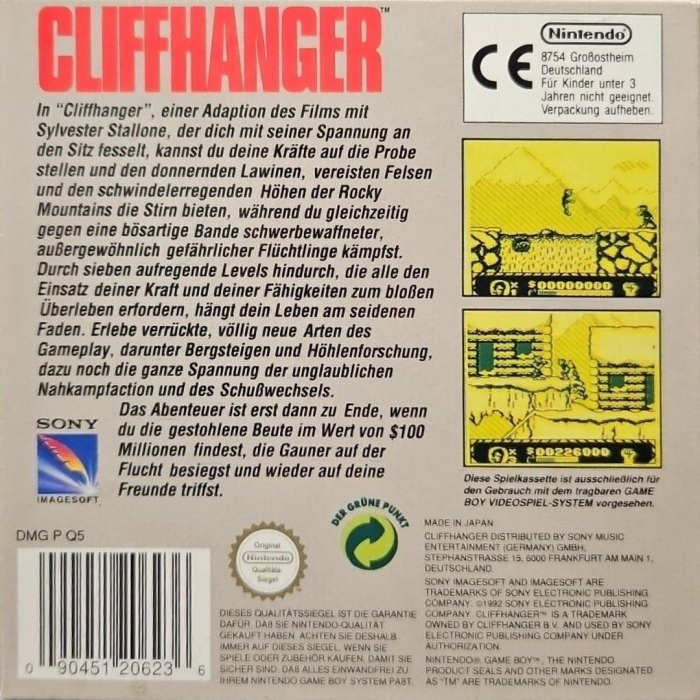 CLIFFHANGER™
In "Cliffhanger", einer Adaption des Films mit
Sylvester Stallone, der dich mit seiner Spannung an
den Sitz fesselt, kannst du deine Kräfte auf die Probe
stellen und den donnernden Lawinen, vereisten Felsen
und den schwindelerregenden Höhen der Rocky
Mountains die Stirn bieten, während du gleichzeitig
gegen eine bösartige Bande schwerbewaffneter,
außergewöhnlich gefährlicher Flüchtlinge kämpfst.
Durch sieben aufregende Levels hindurch, die alle den
Einsatz deiner Kraft und deiner Fähigkeiten zum bloßen
Überleben erfordern, hängt dein Leben am seidenen
Faden. Erlebe verrückte, völlig neue Arten des
Gameplay, darunter Bergsteigen und Höhlenforschung,
dazu noch die ganze Spannung der unglaublichen
Nahkampfaction und des Schußwechsels.
Das Abenteuer ist erst dann zu Ende, wenn
du die gestohlene Beute im Wert von $100
Millionen findest, die Gauner auf der
Flucht besiegst und wieder auf deine
Freunde triffst.
SONY
IMAGESOFT
CE
Nintendo
8754 Großostheim
Deutschland
Für Kinder unter 3
Jahren nicht geeignet.
Verpackung aufheben.
$00000000
$00226000
Diese Spielkassette ist ausschließlich für
den Gebrauch mit dem tragbaren GAME
BOY VIDEOSPIEL-SYSTEM vorgesehen.
DMG P Q5
0 90451 20623 6
Original
Nintendo
Qualitäts-
Siegel
DER GRÜNE PUNKT
DIESES QUALITÄTSSIEGEL IST DIE GARANTIE
DAFÜR, DAß SIE NINTENDO-QUALITÄT
GEKAUFT HABEN. ACHTEN SIE DESHALB
IMMER AUF DIESES SIEGEL, WENN SIE
SPIELE ODER ZUBEHÖR KAUFEN, DAMIT SIE
SICHER SIND, DAß ALLES EINWANDFREI ZU
IHREM NINTENDO GAME BOY SYSTEM PAßT.
MADE IN JAPAN
CLIFFHANGER DISTRIBUTED BY SONY MUSIC
ENTERTAINMENT (GERMANY) GMBH,
STEPHANSTRASSE 15, 6000 FRANKFURT AM MAIN 1,
DEUTSCHLAND.
SONY IMAGESOFT AND IMAGESOFT ARE
TRADEMARKS OF SONY ELECTRONIC PUBLISHING
COMPANY. ©1992 SONY ELECTRONIC PUBLISHING
COMPANY. CLIFFHANGER™ IS A TRADEMARK
OWNED BY CLIFFHANGER B.V. AND USED BY SONY
ELECTRONIC PUBLISHING COMPANY UNDER
AUTHORIZATION.
NINTENDO®, GAME BOY™, THE NINTENDO
PRODUCT SEALS AND OTHER MARKS DESIGNATED
AS "TM" ARE TRADEMARKS OF NINTENDO.